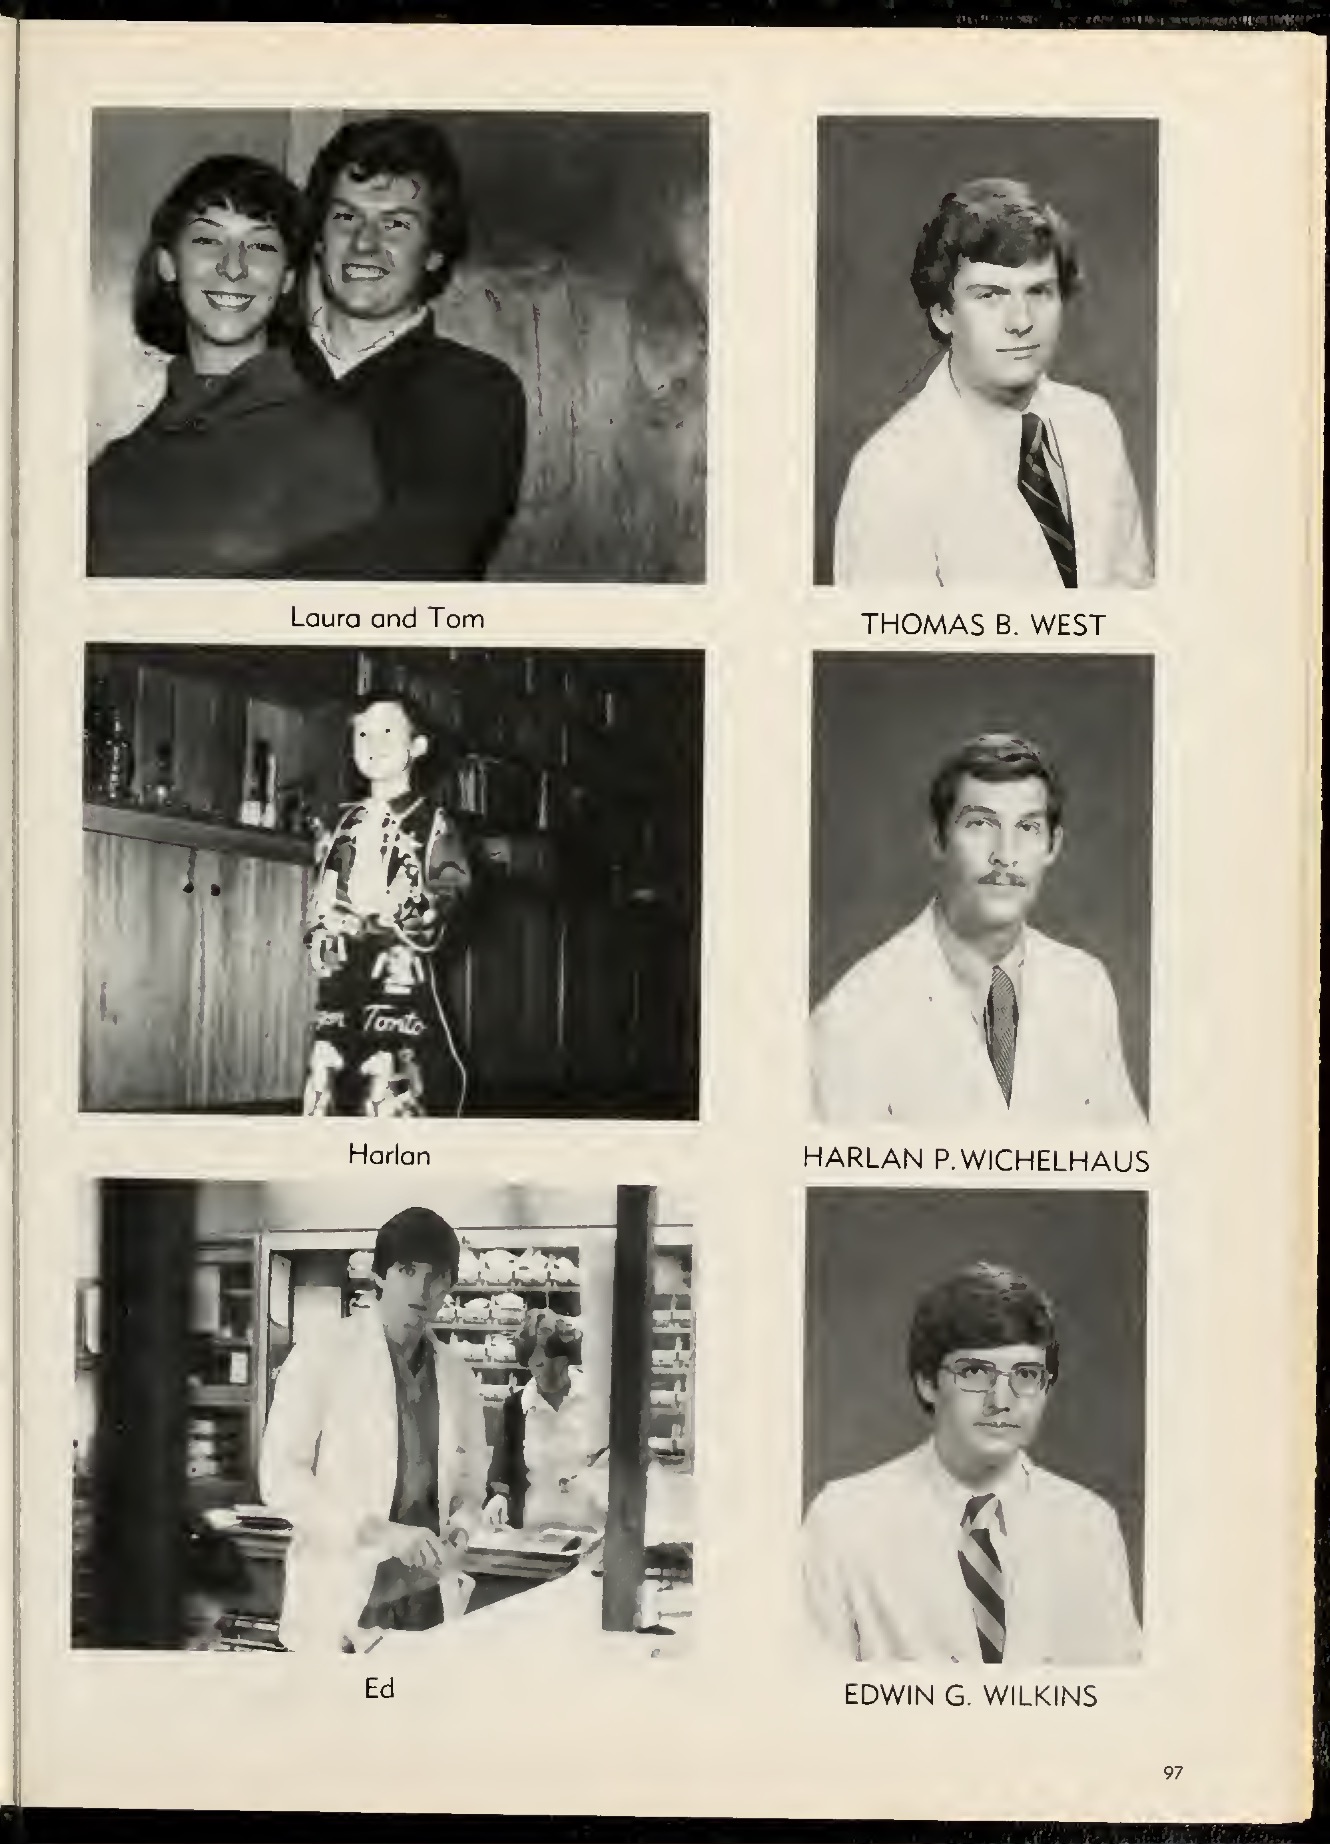 Laura and Tom
THOMAS B. WEST
Tonto
Harlan
HARLAN P. WICHELHAUS
Ed
EDWIN G. WILKINS
97